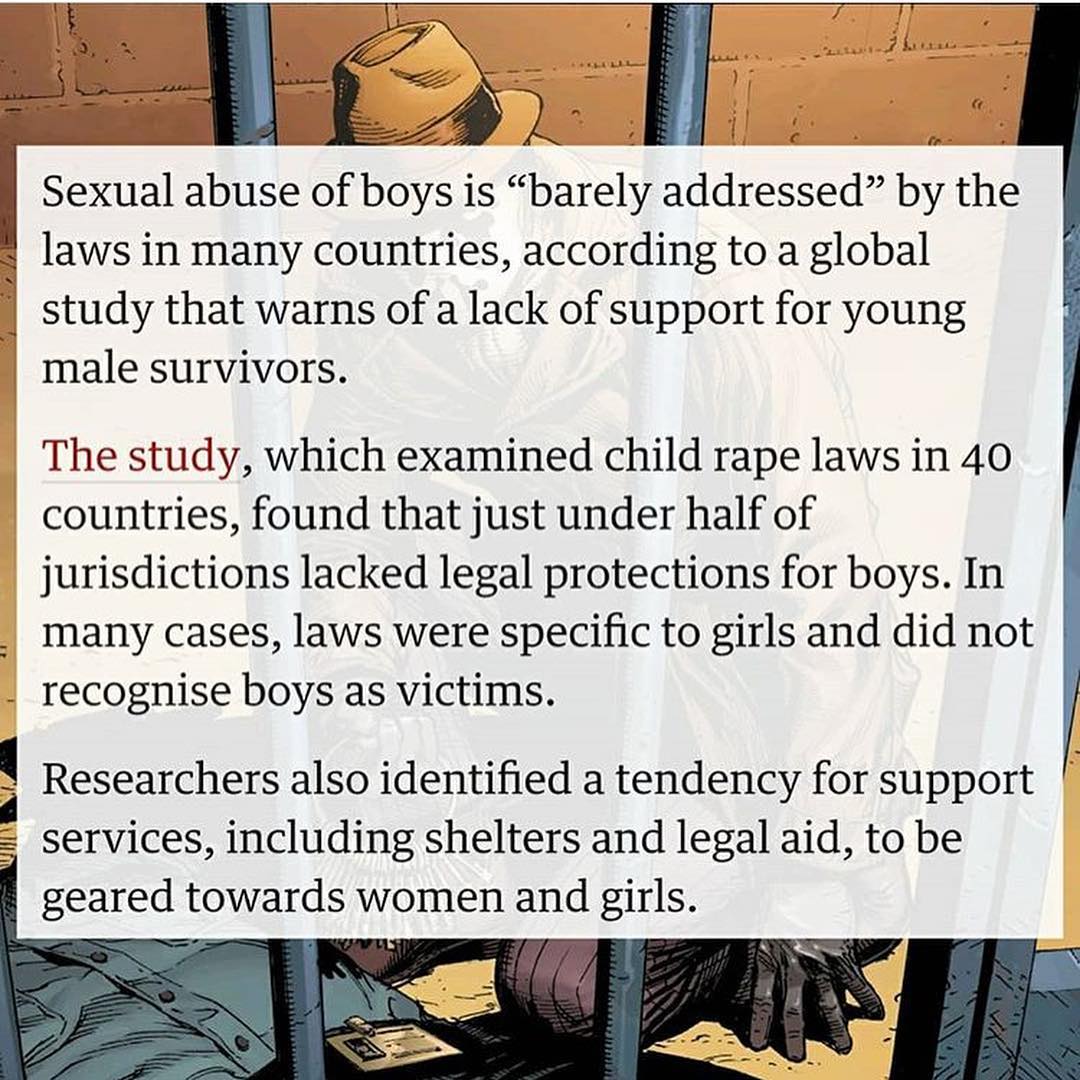 Sexual abuse of boys is “barely addressed” by the
laws in many countries, according to a global
study that warns of a lack of support for young
male survivors.
The study, which examined child rape laws in 40
countries, found that just under half of
jurisdictions lacked legal protections for boys. In
many cases, laws were specific to girls and did not
recognise boys as victims.
Researchers also identified a tendency for support
services, including shelters and legal aid, to be
geared towards women and girls.